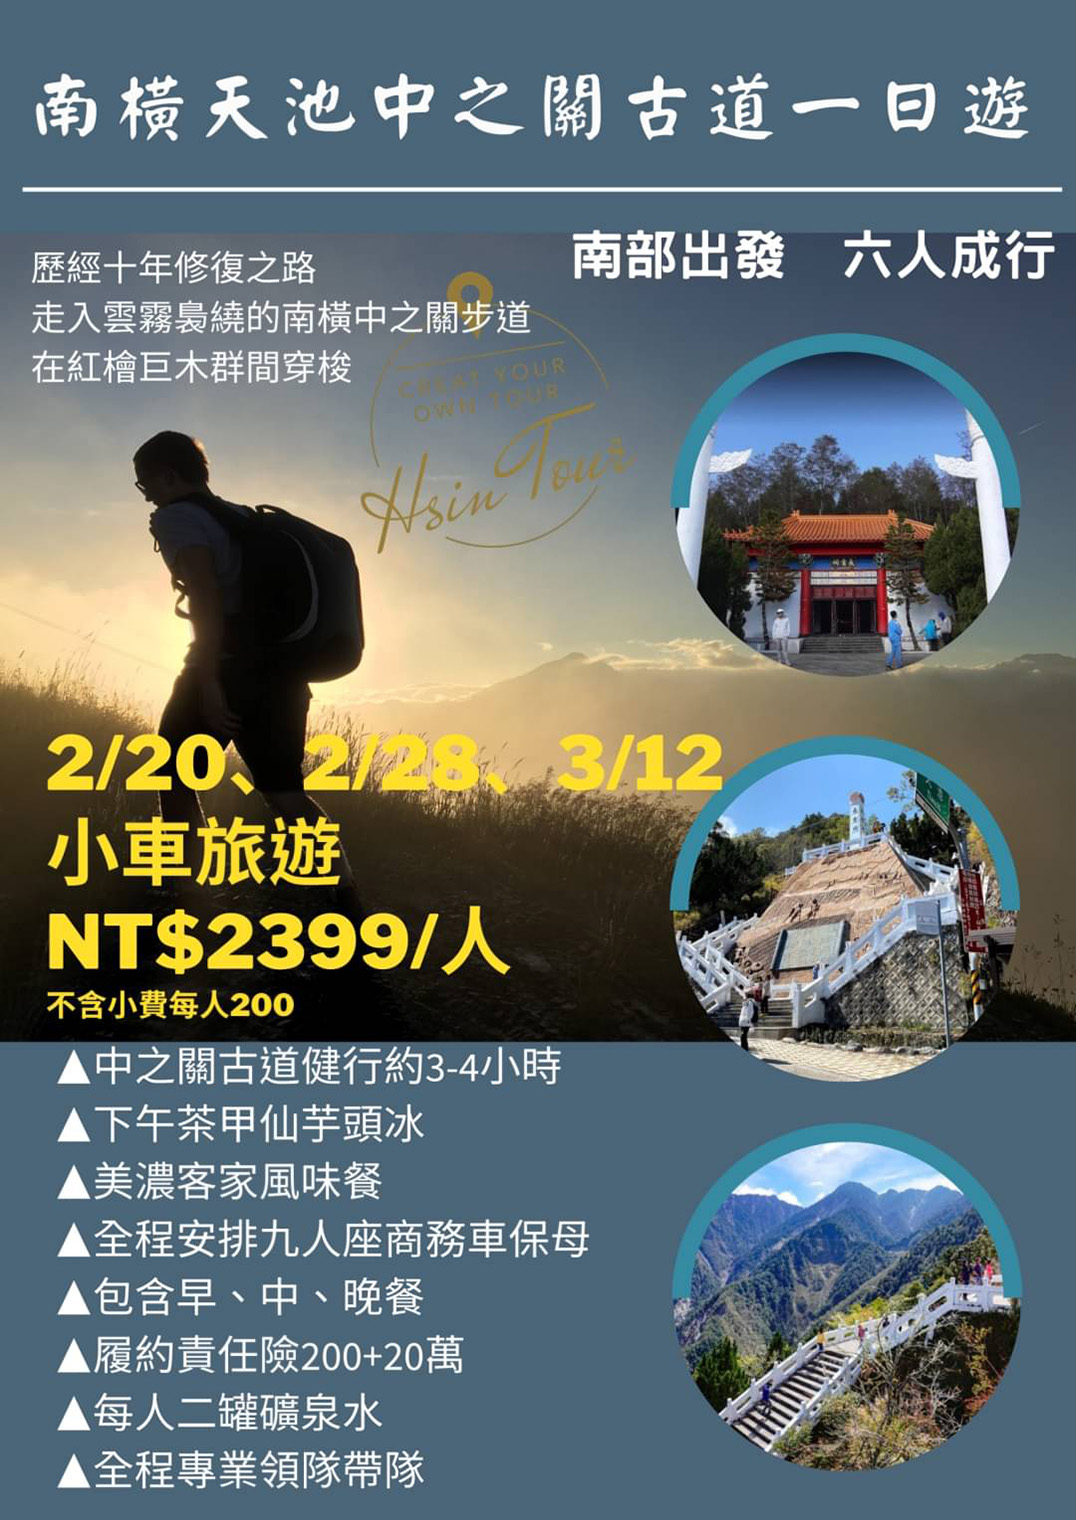 南橫天池中之關古道一日遊
南部出發 六人成行
歷經十年修復之路
走入雲霧裊繞的南橫中之關步道
在紅檜巨木群間穿梭
CREAT YOUR
OWN TOUR
Hsin Tour
2/20、2/28、3/12
小車旅遊
NT$2399/人
不含小費每人200
▲中之關古道健行約3-4小時
▲下午茶甲仙芋頭冰
▲美濃客家風味餐
▲全程安排九人座商務車保母
▲包含早、中、晚餐
▲履約責任險200+20萬
▲每人二罐礦泉水
▲全程專業領隊帶隊